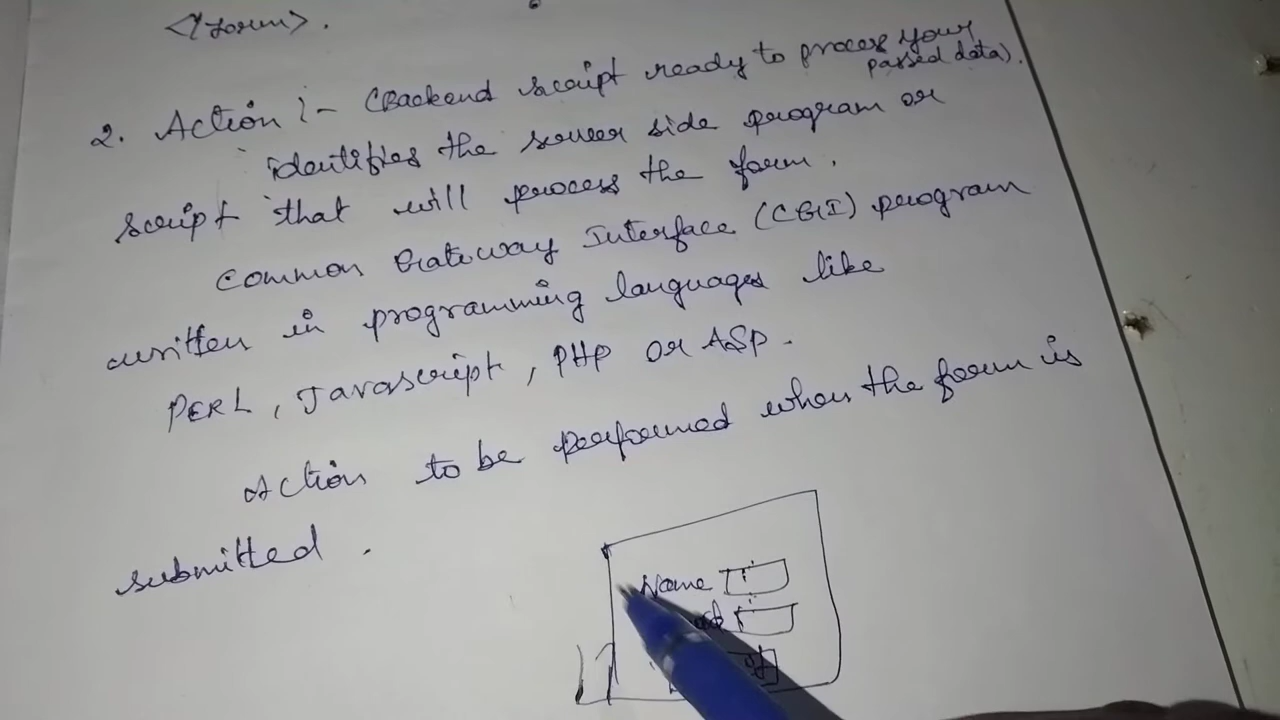 </form>.
2. Action :- (Backend script ready to process your
passed data).
identifies the server side program or
script that will process the form.
Common Gateway Interface (CGI) program
written in programming languages like
PERL, Javascript, PHP or ASP.
Action to be performed when the form is
submitted.
Name